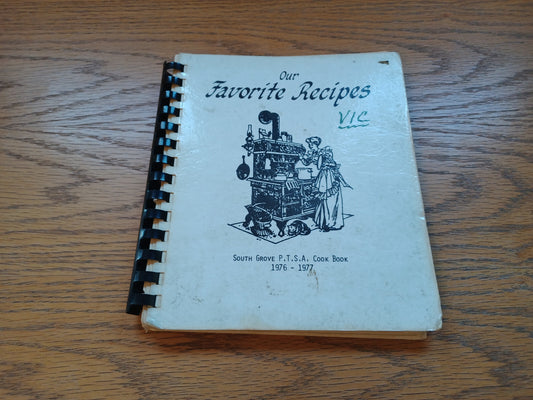 Our
Favorite Recipes
VIC
South Grove P.T.S.A. Cook Book
1976 - 1977